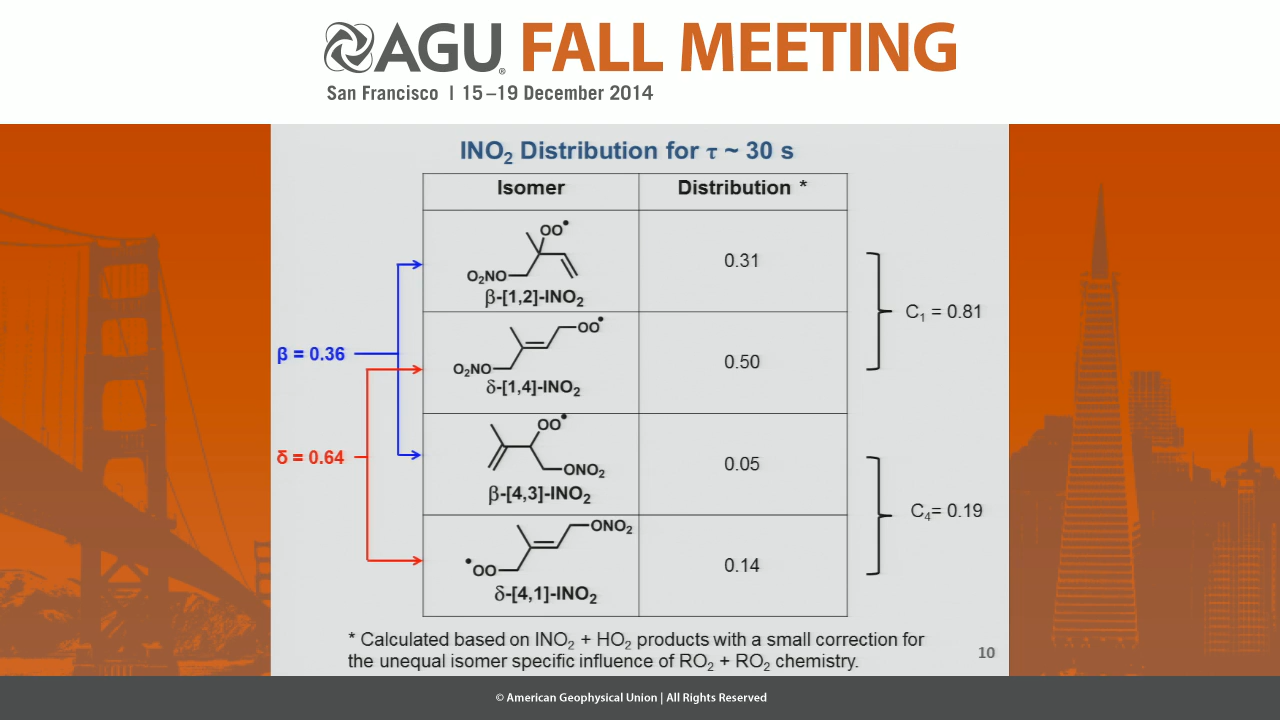 AGU FALL MEETING
San Francisco | 15–19 December 2014
INO₂ Distribution for τ ~ 30 s
Isomer
Distribution *
OO•
O₂NO
β-[1,2]-INO₂
0.31
OO•
O₂NO
δ-[1,4]-INO₂
0.50
OO•
ONO₂
β-[4,3]-INO₂
0.05
ONO₂
•OO
δ-[4,1]-INO₂
0.14
β = 0.36
δ = 0.64
C₁ = 0.81
C₄= 0.19
* Calculated based on INO₂ + HO₂ products with a small correction for
the unequal isomer specific influence of RO₂ + RO₂ chemistry.
10
© American Geophysical Union | All Rights Reserved